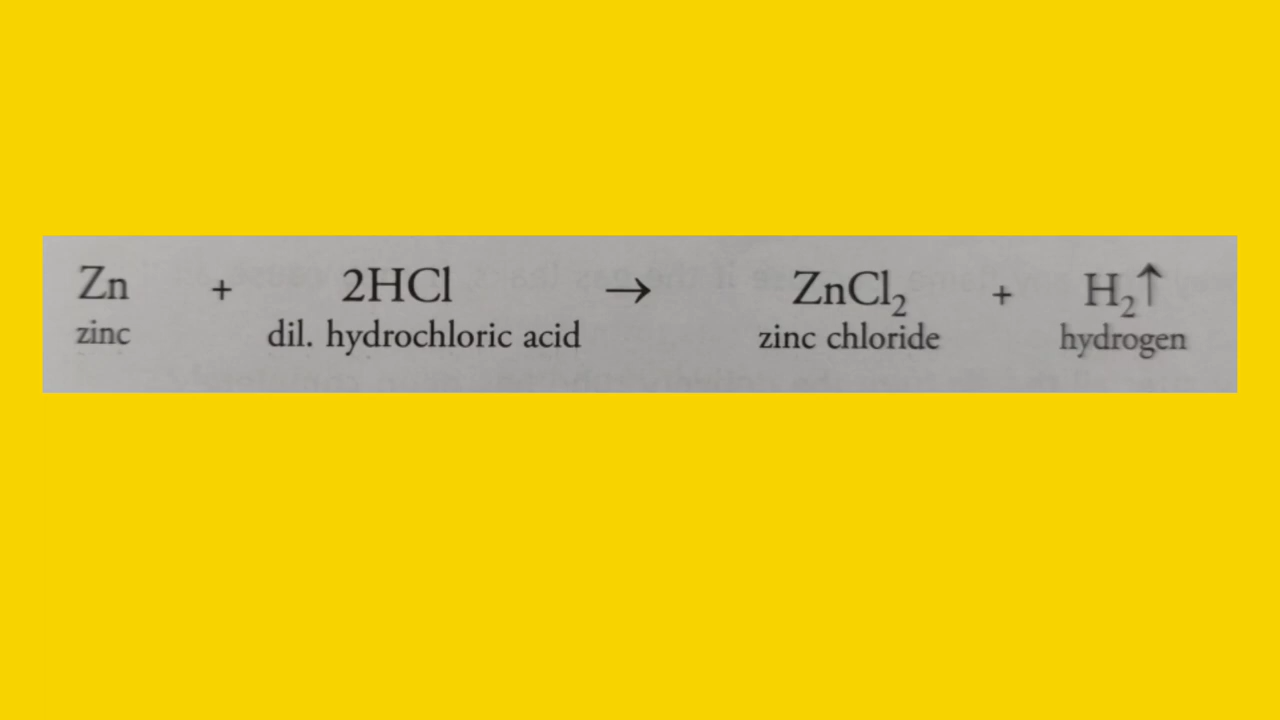 Zn + 2HCl → ZnCl₂ + H₂↑
zinc dil. hydrochloric acid zinc chloride hydrogen